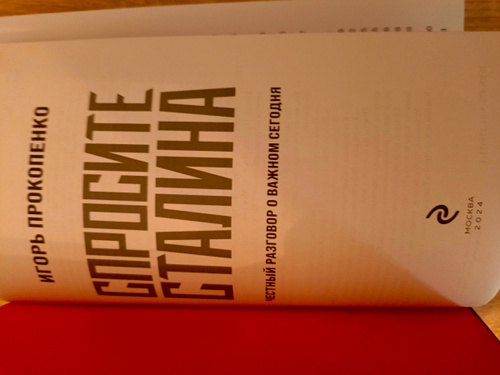 ИГОРЬ ПРОКОПЕНКО
СПРОСИТЕ
СТАЛИНА
ЧЕСТНЫЙ РАЗГОВОР О ВАЖНОМ СЕГОДНЯ
МОСКВА
2024